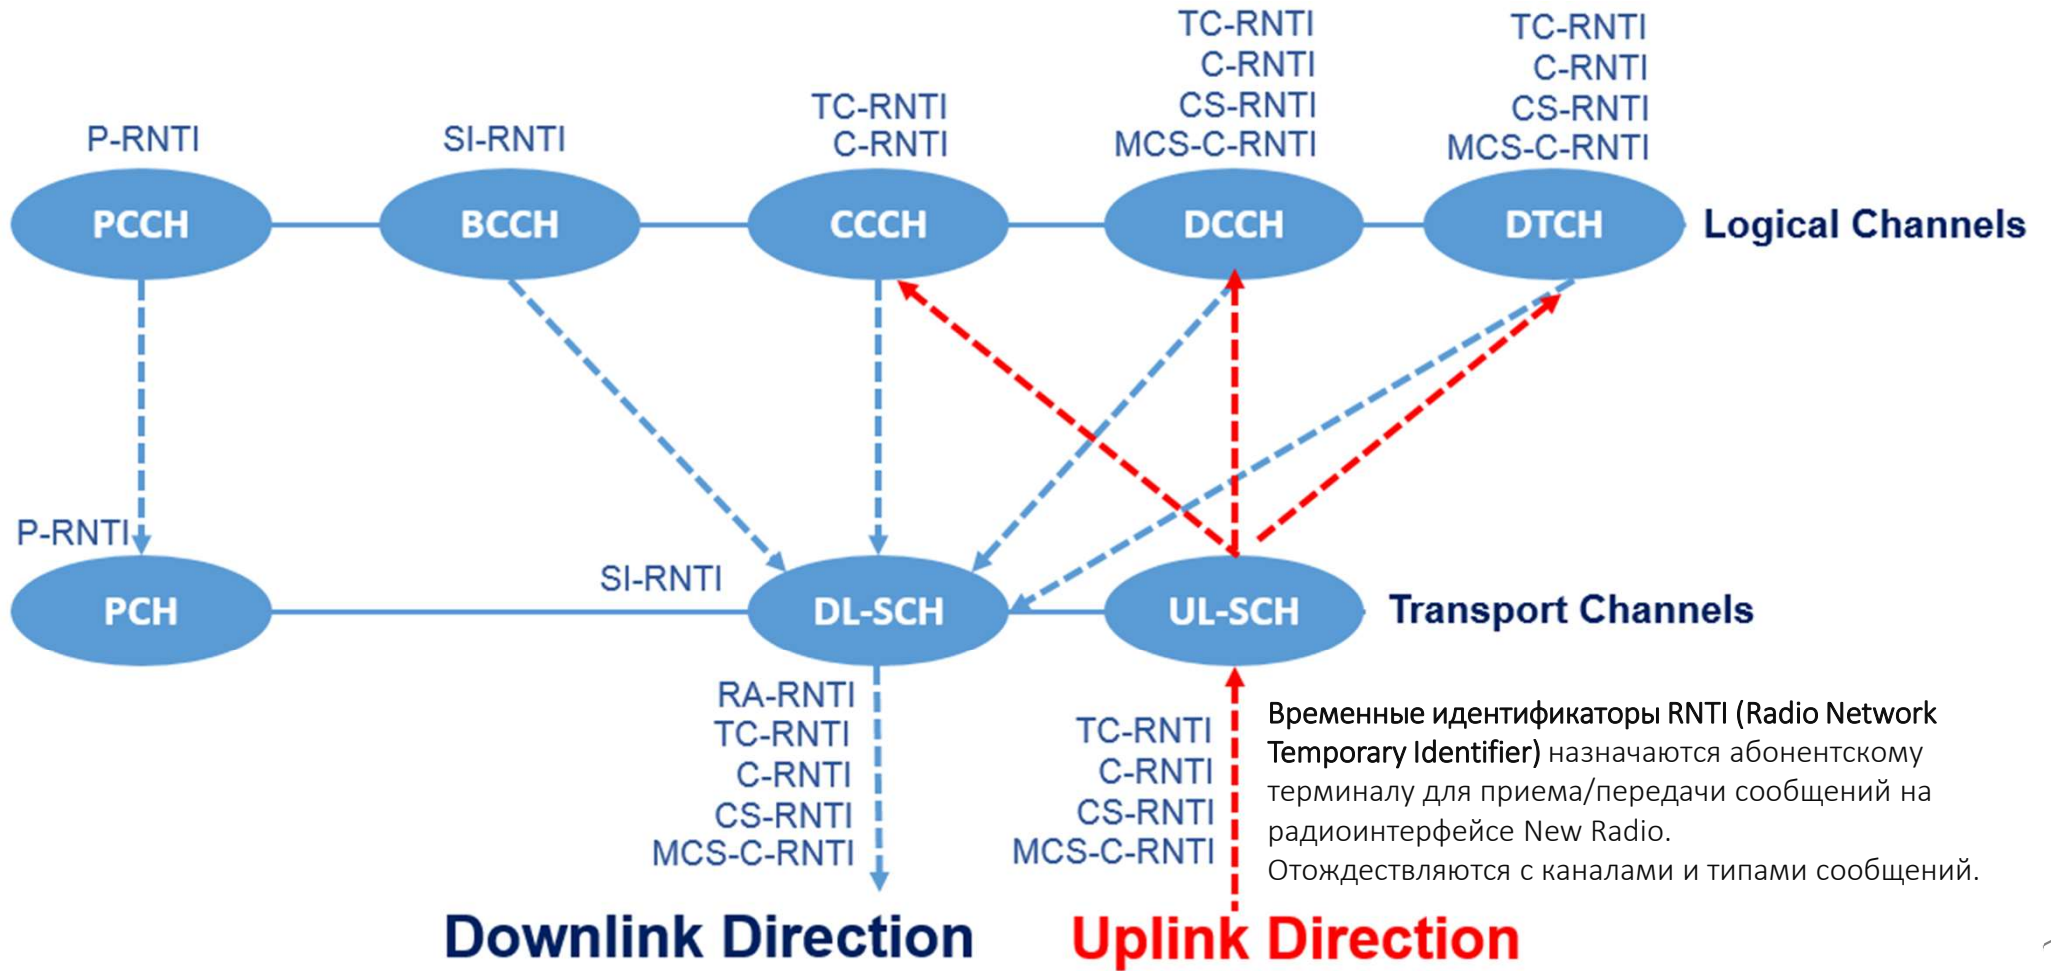 P-RNTI
SI-RNTI
TC-RNTI
C-RNTI
TC-RNTI
C-RNTI
CS-RNTI
MCS-C-RNTI
TC-RNTI
C-RNTI
CS-RNTI
MCS-C-RNTI
PCCH
BCCH
CCCH
DCCH
DTCH
Logical Channels
P-RNTI
SI-RNTI
PCH
DL-SCH
UL-SCH
Transport Channels
RA-RNTI
TC-RNTI
C-RNTI
CS-RNTI
MCS-C-RNTI
TC-RNTI
C-RNTI
CS-RNTI
MCS-C-RNTI
Временные идентификаторы RNTI (Radio Network
Temporary Identifier) назначаются абонентскому
терминалу для приема/передачи сообщений на
радиоинтерфейсе New Radio.
Отождествляются с каналами и типами сообщений.
Downlink Direction
Uplink Direction